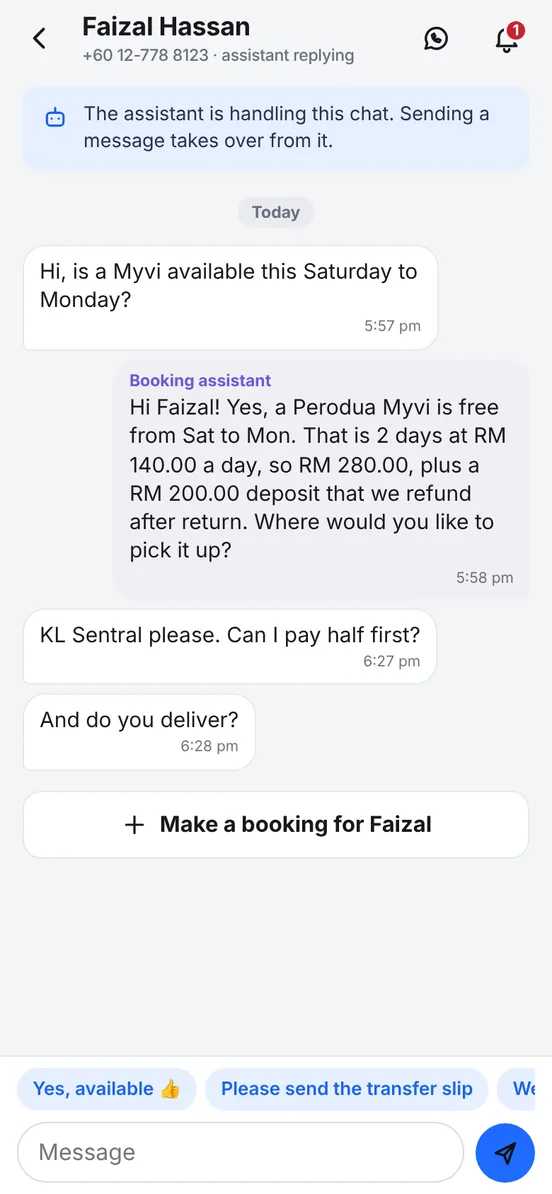 Faizal Hassan
+60 12-778 8123 · assistant replying
1
The assistant is handling this chat. Sending a
message takes over from it.
Today
Hi, is a Myvi available this Saturday to
Monday?
5:57 pm
Booking assistant
Hi Faizal! Yes, a Perodua Myvi is free
from Sat to Mon. That is 2 days at RM
140.00 a day, so RM 280.00, plus a
RM 200.00 deposit that we refund
after return. Where would you like to
pick it up?
5:58 pm
KL Sentral please. Can I pay half first?
6:27 pm
And do you deliver?
6:28 pm
Make a booking for Faizal
Yes, available 👍
Please send the transfer slip
Message